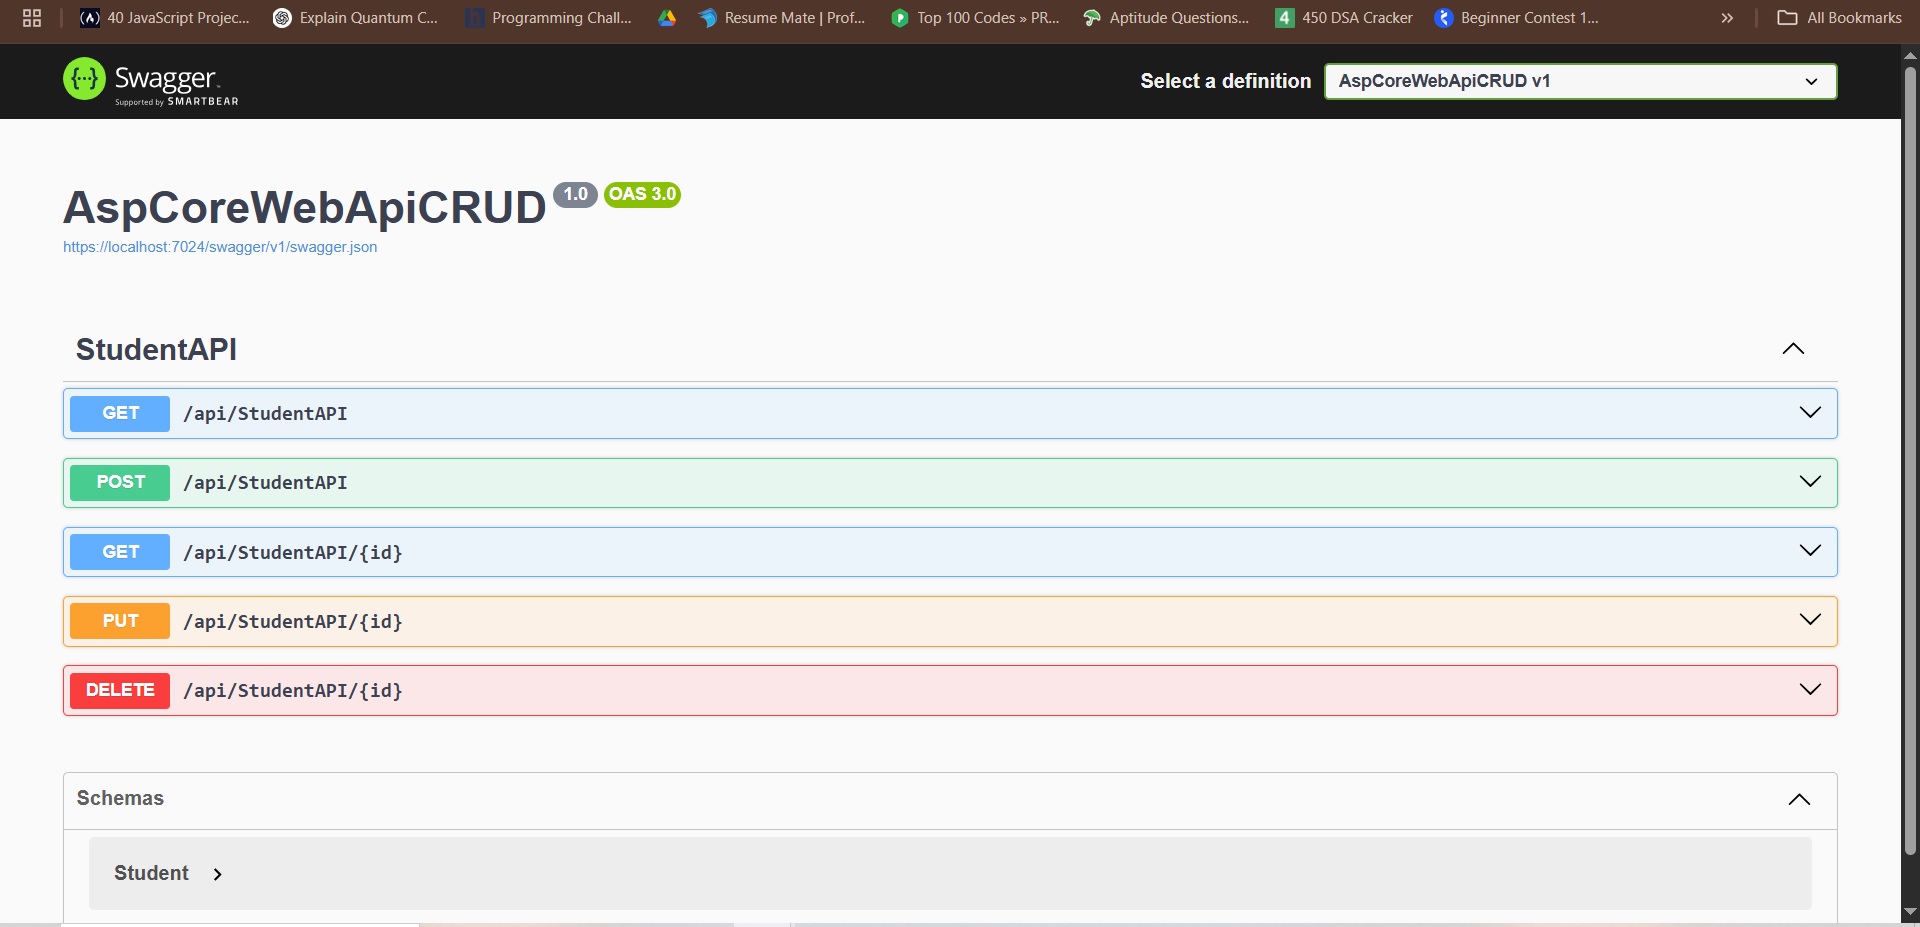 40 JavaScript Projec...
Explain Quantum C...
Programming Chall...
Resume Mate | Prof...
Top 100 Codes » PR...
Aptitude Questions...
4 450 DSA Cracker
Beginner Contest 1...
»
All Bookmarks
{···} Swagger.
Supported by SMARTBEAR
Select a definition
AspCoreWebApiCRUD v1
AspCoreWebApiCRUD 1.0 OAS 3.0
https://localhost:7024/swagger/v1/swagger.json
StudentAPI
GET /api/StudentAPI
POST /api/StudentAPI
GET /api/StudentAPI/{id}
PUT /api/StudentAPI/{id}
DELETE /api/StudentAPI/{id}
Schemas
Student